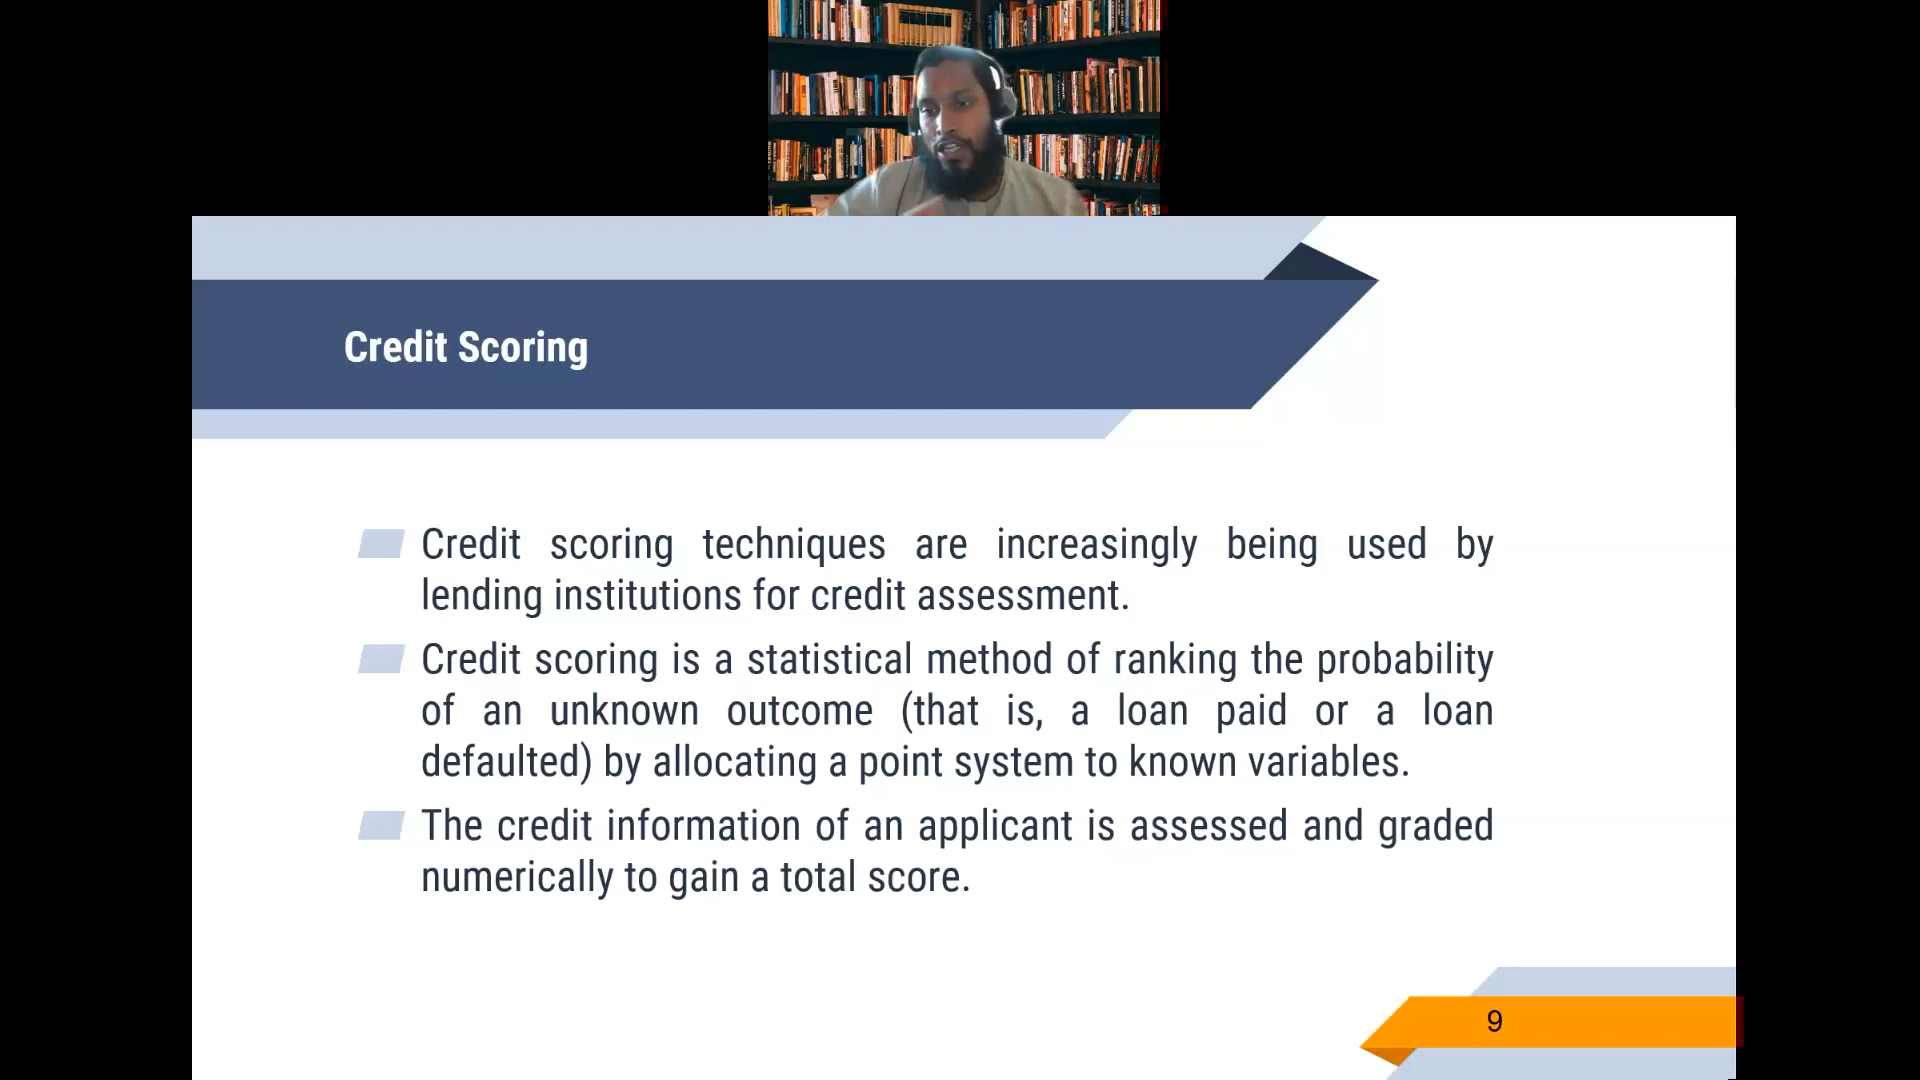 Credit Scoring
Credit scoring techniques are increasingly being used by
lending institutions for credit assessment.
Credit scoring is a statistical method of ranking the probability
of an unknown outcome (that is, a loan paid or a loan
defaulted) by allocating a point system to known variables.
The credit information of an applicant is assessed and graded
numerically to gain a total score.
9